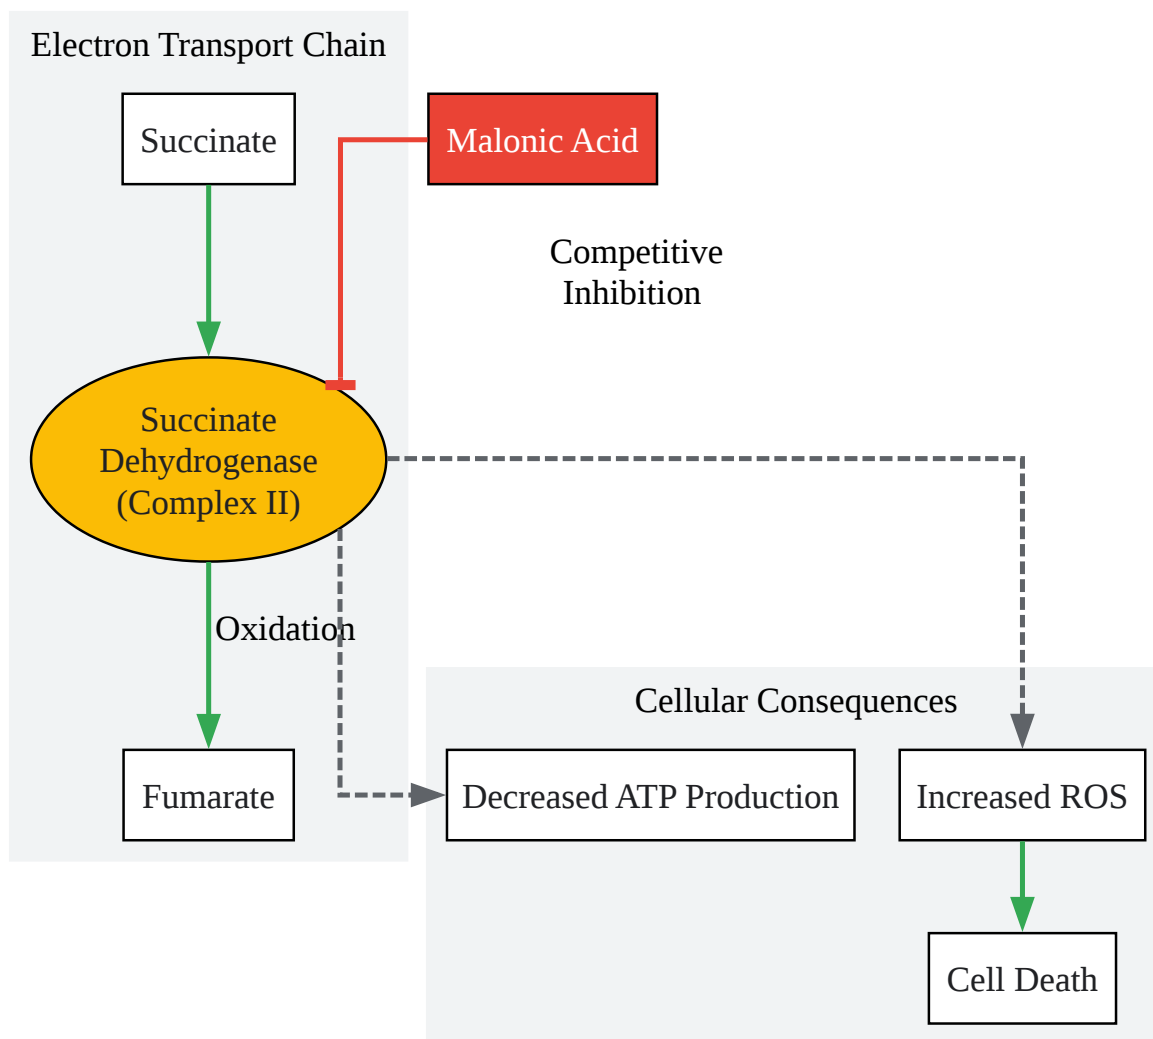 Electron Transport Chain
Succinate
Malonic Acid
Competitive
Inhibition
Succinate
Dehydrogenase
(Complex II)
Oxidation
Cellular Consequences
Fumarate
Decreased ATP Production
Increased ROS
Cell Death